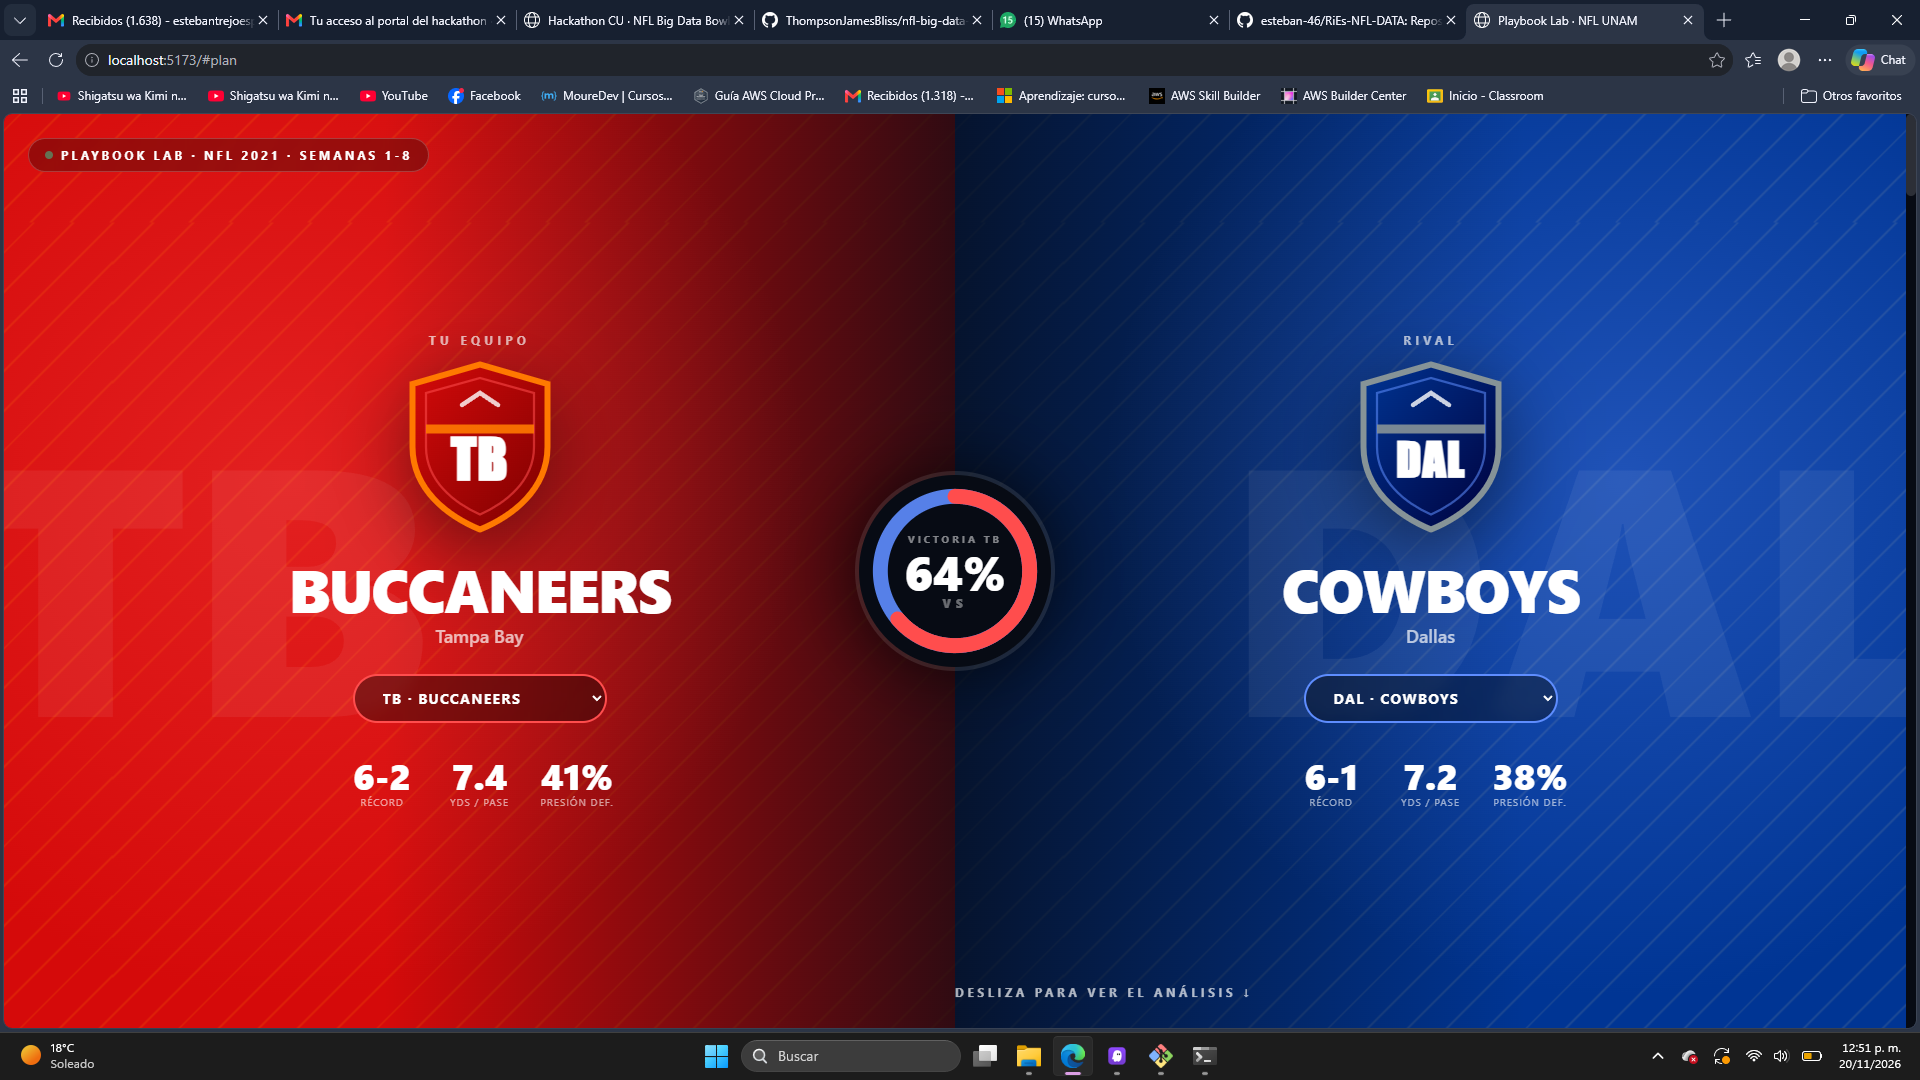 Recibidos (1.638) - estebantrejoes
Tu acceso al portal del hackathon
Hackathon CU · NFL Big Data Bow
ThompsonJamesBliss/nfl-big-data
15
(15) WhatsApp
esteban-46/RiEs-NFL-DATA: Repos
Playbook Lab · NFL UNAM
localhost:5173/#plan
Chat
Shigatsu wa Kimi n...
Shigatsu wa Kimi n...
YouTube
Facebook
MoureDev | Cursos...
Guía AWS Cloud Pr...
Recibidos (1.318) -...
Aprendizaje: curso...
AWS Skill Builder
AWS Builder Center
Inicio - Classroom
Otros favoritos
PLAYBOOK LAB · NFL 2021 · SEMANAS 1-8
TU EQUIPO
TB
TB
BUCCANEERS
Tampa Bay
TB · BUCCANEERS
6-2
RÉCORD
7.4
YDS / PASE
41%
PRESIÓN DEF.
VICTORIA TB
64%
VS
RIVAL
DAL
DAL
COWBOYS
Dallas
DAL · COWBOYS
6-1
RÉCORD
7.2
YDS / PASE
38%
PRESIÓN DEF.
DESLIZA PARA VER EL ANÁLISIS ↓
18°C
Soleado
Buscar
12:51 p. m.
20/11/2026